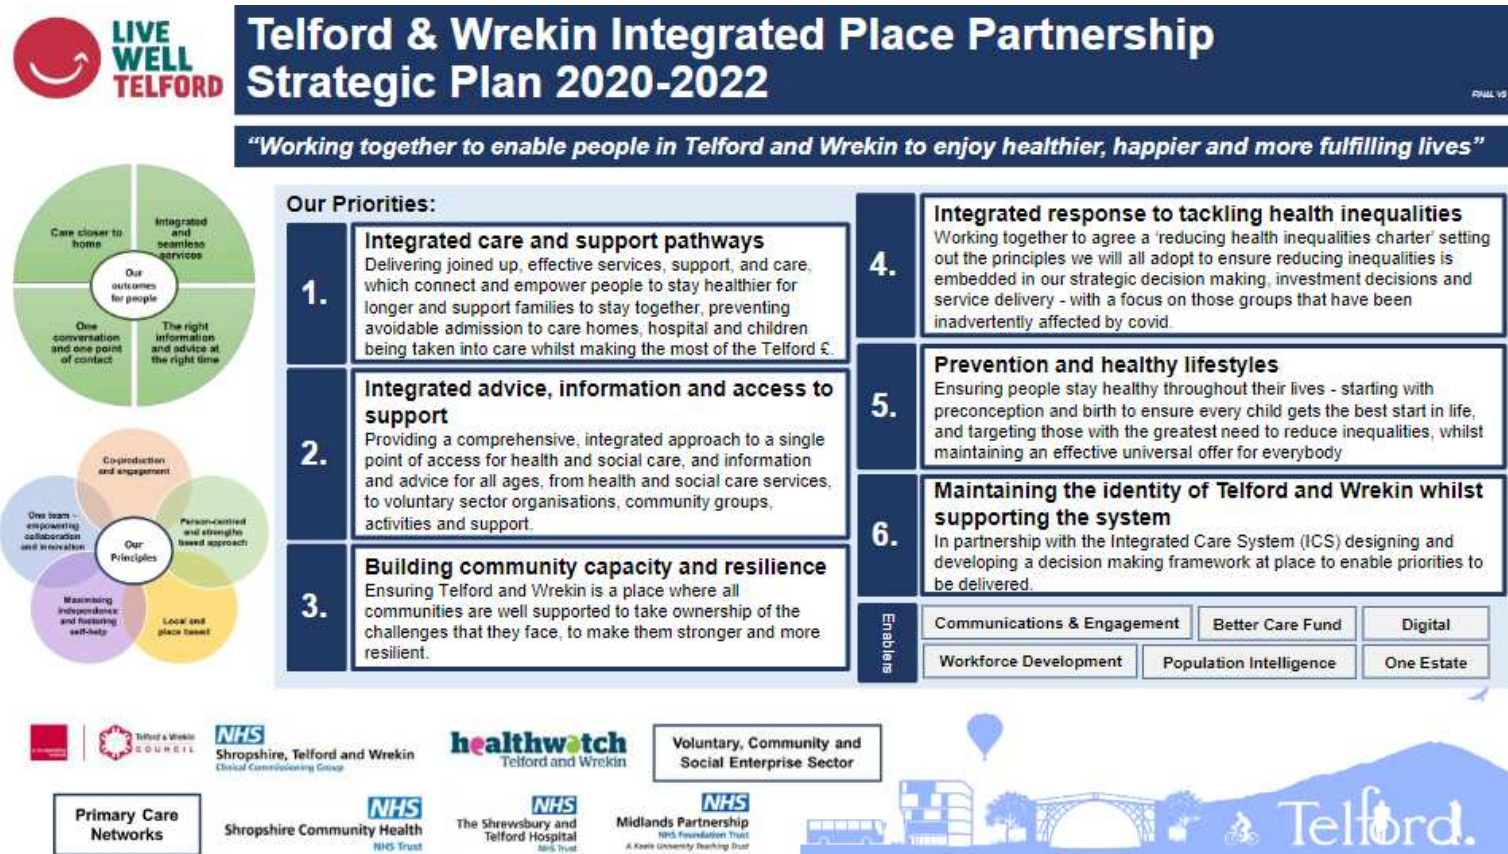 LIVE
WELL
TELFORD
Telford & Wrekin Integrated Place Partnership
Strategic Plan 2020-2022
FINAL V9
“Working together to enable people in Telford and Wrekin to enjoy healthier, happier and more fulfilling lives”
Care closer to
home
Integrated
and
seamless
services
Our
outcomes
for people
One
conversation
and one point
of contact
The right
information
and advice at
the right time
Co-production
and engagement
One team –
empowering
collaboration
and innovation
Person-centred
and strengths
based approach
Our
Principles
Maximising
independence
and fostering
self-help
Local and
place based
Our Priorities:
1.
Integrated care and support pathways
Delivering joined up, effective services, support, and care,
which connect and empower people to stay healthier for
longer and support families to stay together, preventing
avoidable admission to care homes, hospital and children
being taken into care whilst making the most of the Telford £.
2.
Integrated advice, information and access to
support
Providing a comprehensive, integrated approach to a single
point of access for health and social care, and information
and advice for all ages, from health and social care services,
to voluntary sector organisations, community groups,
activities and support.
3.
Building community capacity and resilience
Ensuring Telford and Wrekin is a place where all
communities are well supported to take ownership of the
challenges that they face, to make them stronger and more
resilient.
4.
Integrated response to tackling health inequalities
Working together to agree a ‘reducing health inequalities charter’ setting
out the principles we will all adopt to ensure reducing inequalities is
embedded in our strategic decision making, investment decisions and
service delivery - with a focus on those groups that have been
inadvertently affected by covid.
5.
Prevention and healthy lifestyles
Ensuring people stay healthy throughout their lives - starting with
preconception and birth to ensure every child gets the best start in life,
and targeting those with the greatest need to reduce inequalities, whilst
maintaining an effective universal offer for everybody
6.
Maintaining the identity of Telford and Wrekin whilst
supporting the system
In partnership with the Integrated Care System (ICS) designing and
developing a decision making framework at place to enable priorities to
be delivered.
Enablers
Communications & Engagement
Better Care Fund
Digital
Workforce Development
Population Intelligence
One Estate
Telford & Wrekin
COUNCIL
NHS
Shropshire, Telford and Wrekin
Clinical Commissioning Group
healthwatch
Telford and Wrekin
Voluntary, Community and
Social Enterprise Sector
Primary Care
Networks
NHS
Shropshire Community Health
NHS Trust
NHS
The Shrewsbury and
Telford Hospital
NHS Trust
NHS
Midlands Partnership
NHS Foundation Trust
A Keele University Teaching Trust
Telford.